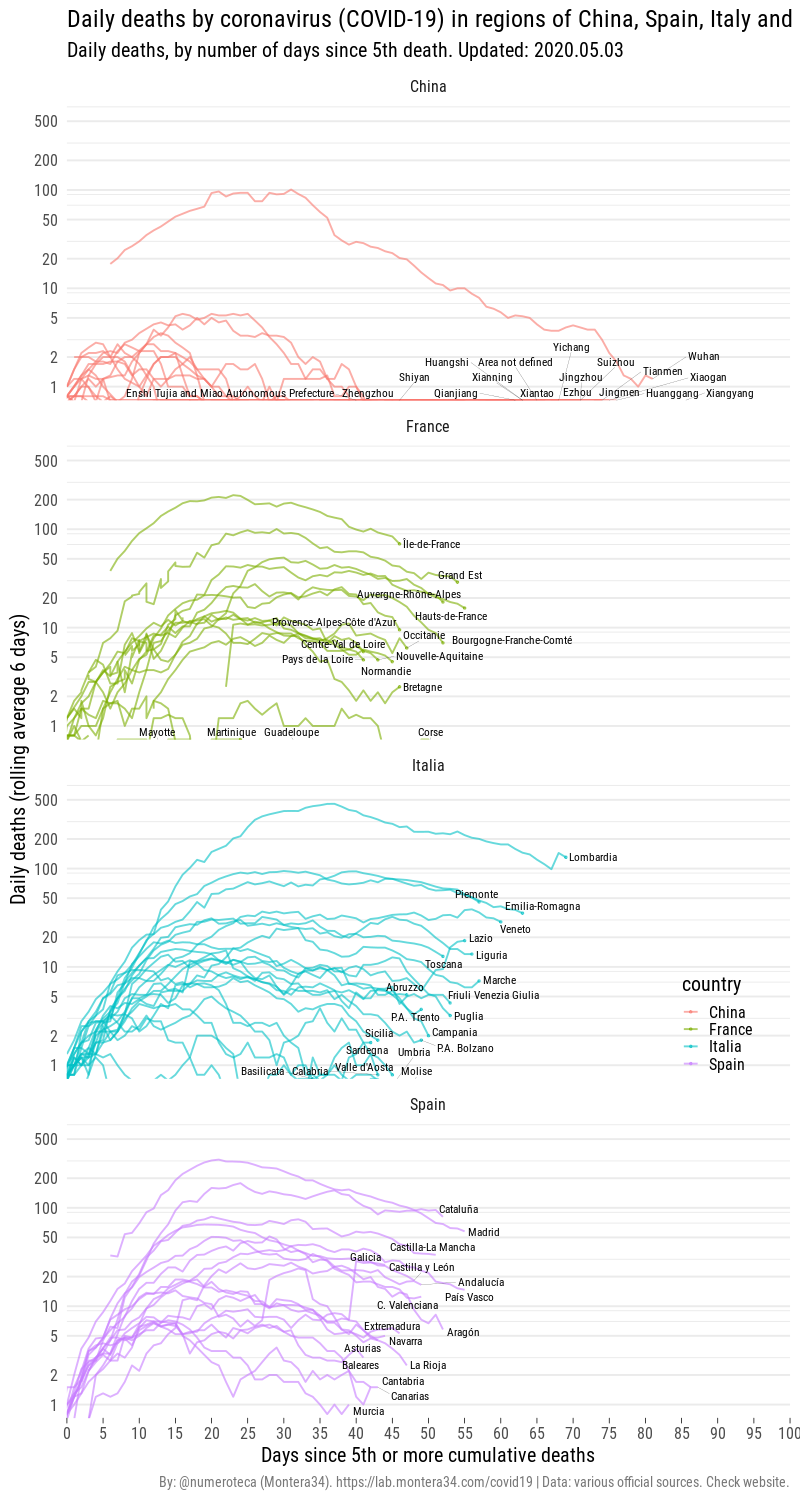 Daily deaths by coronavirus (COVID-19) in regions of China, Spain, Italy and
Daily deaths, by number of days since 5th death. Updated: 2020.05.03
Daily deaths (rolling average 6 days)
China
500
200
100
50
20
10
5
2
1
Yichang
Huangshi Area not defined Suizhou Wuhan
Tianmen
Shiyan Xianning Jingzhou Xiaogan
Enshi Tujia and Miao Autonomous Prefecture Zhengzhou Qianjiang Xiantao Ezhou Jingmen Huanggang Xiangyang
France
500
200
100
50
20
10
5
2
1
Île-de-France
Grand Est
Auvergne-Rhône-Alpes
Hauts-de-France
Provence-Alpes-Côte d'Azur
Occitanie
Bourgogne-Franche-Comté
Centre-Val de Loire
Pays de la Loire Nouvelle-Aquitaine
Normandie
Bretagne
Mayotte Martinique Guadeloupe Corse
Italia
500
200
100
50
20
10
5
2
1
Lombardia
Piemonte
Emilia-Romagna
Veneto
Lazio
Liguria
Toscana
Marche
Abruzzo
Friuli Venezia Giulia
P.A. Trento Puglia
Sicilia Campania
Sardegna Umbria P.A. Bolzano
Basilicata Calabria Valle d'Aosta Molise
country
China
France
Italia
Spain
Spain
500
200
100
50
20
10
5
2
1
Cataluña
Madrid
Castilla-La Mancha
Galicia
Castilla y León
Andalucía
País Vasco
C. Valenciana
Extremadura
Aragón
Navarra
Asturias
Baleares La Rioja
Cantabria
Canarias
Murcia
0 5 10 15 20 25 30 35 40 45 50 55 60 65 70 75 80 85 90 95 100
Days since 5th or more cumulative deaths
By: @numeroteca (Montera34). https://lab.montera34.com/covid19 | Data: various official sources. Check website.